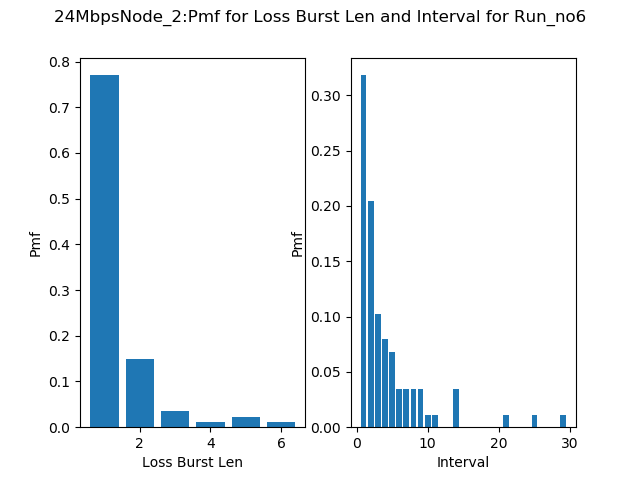 24MbpsNode_2:Pmf for Loss Burst Len and Interval for Run_no6
0.8
0.7
0.6
0.5
0.4
0.3
0.2
0.1
0.0
Pmf
2 4 6
Loss Burst Len
0.30
0.25
0.20
0.15
0.10
0.05
0.00
Pmf
0 10 20 30
Interval